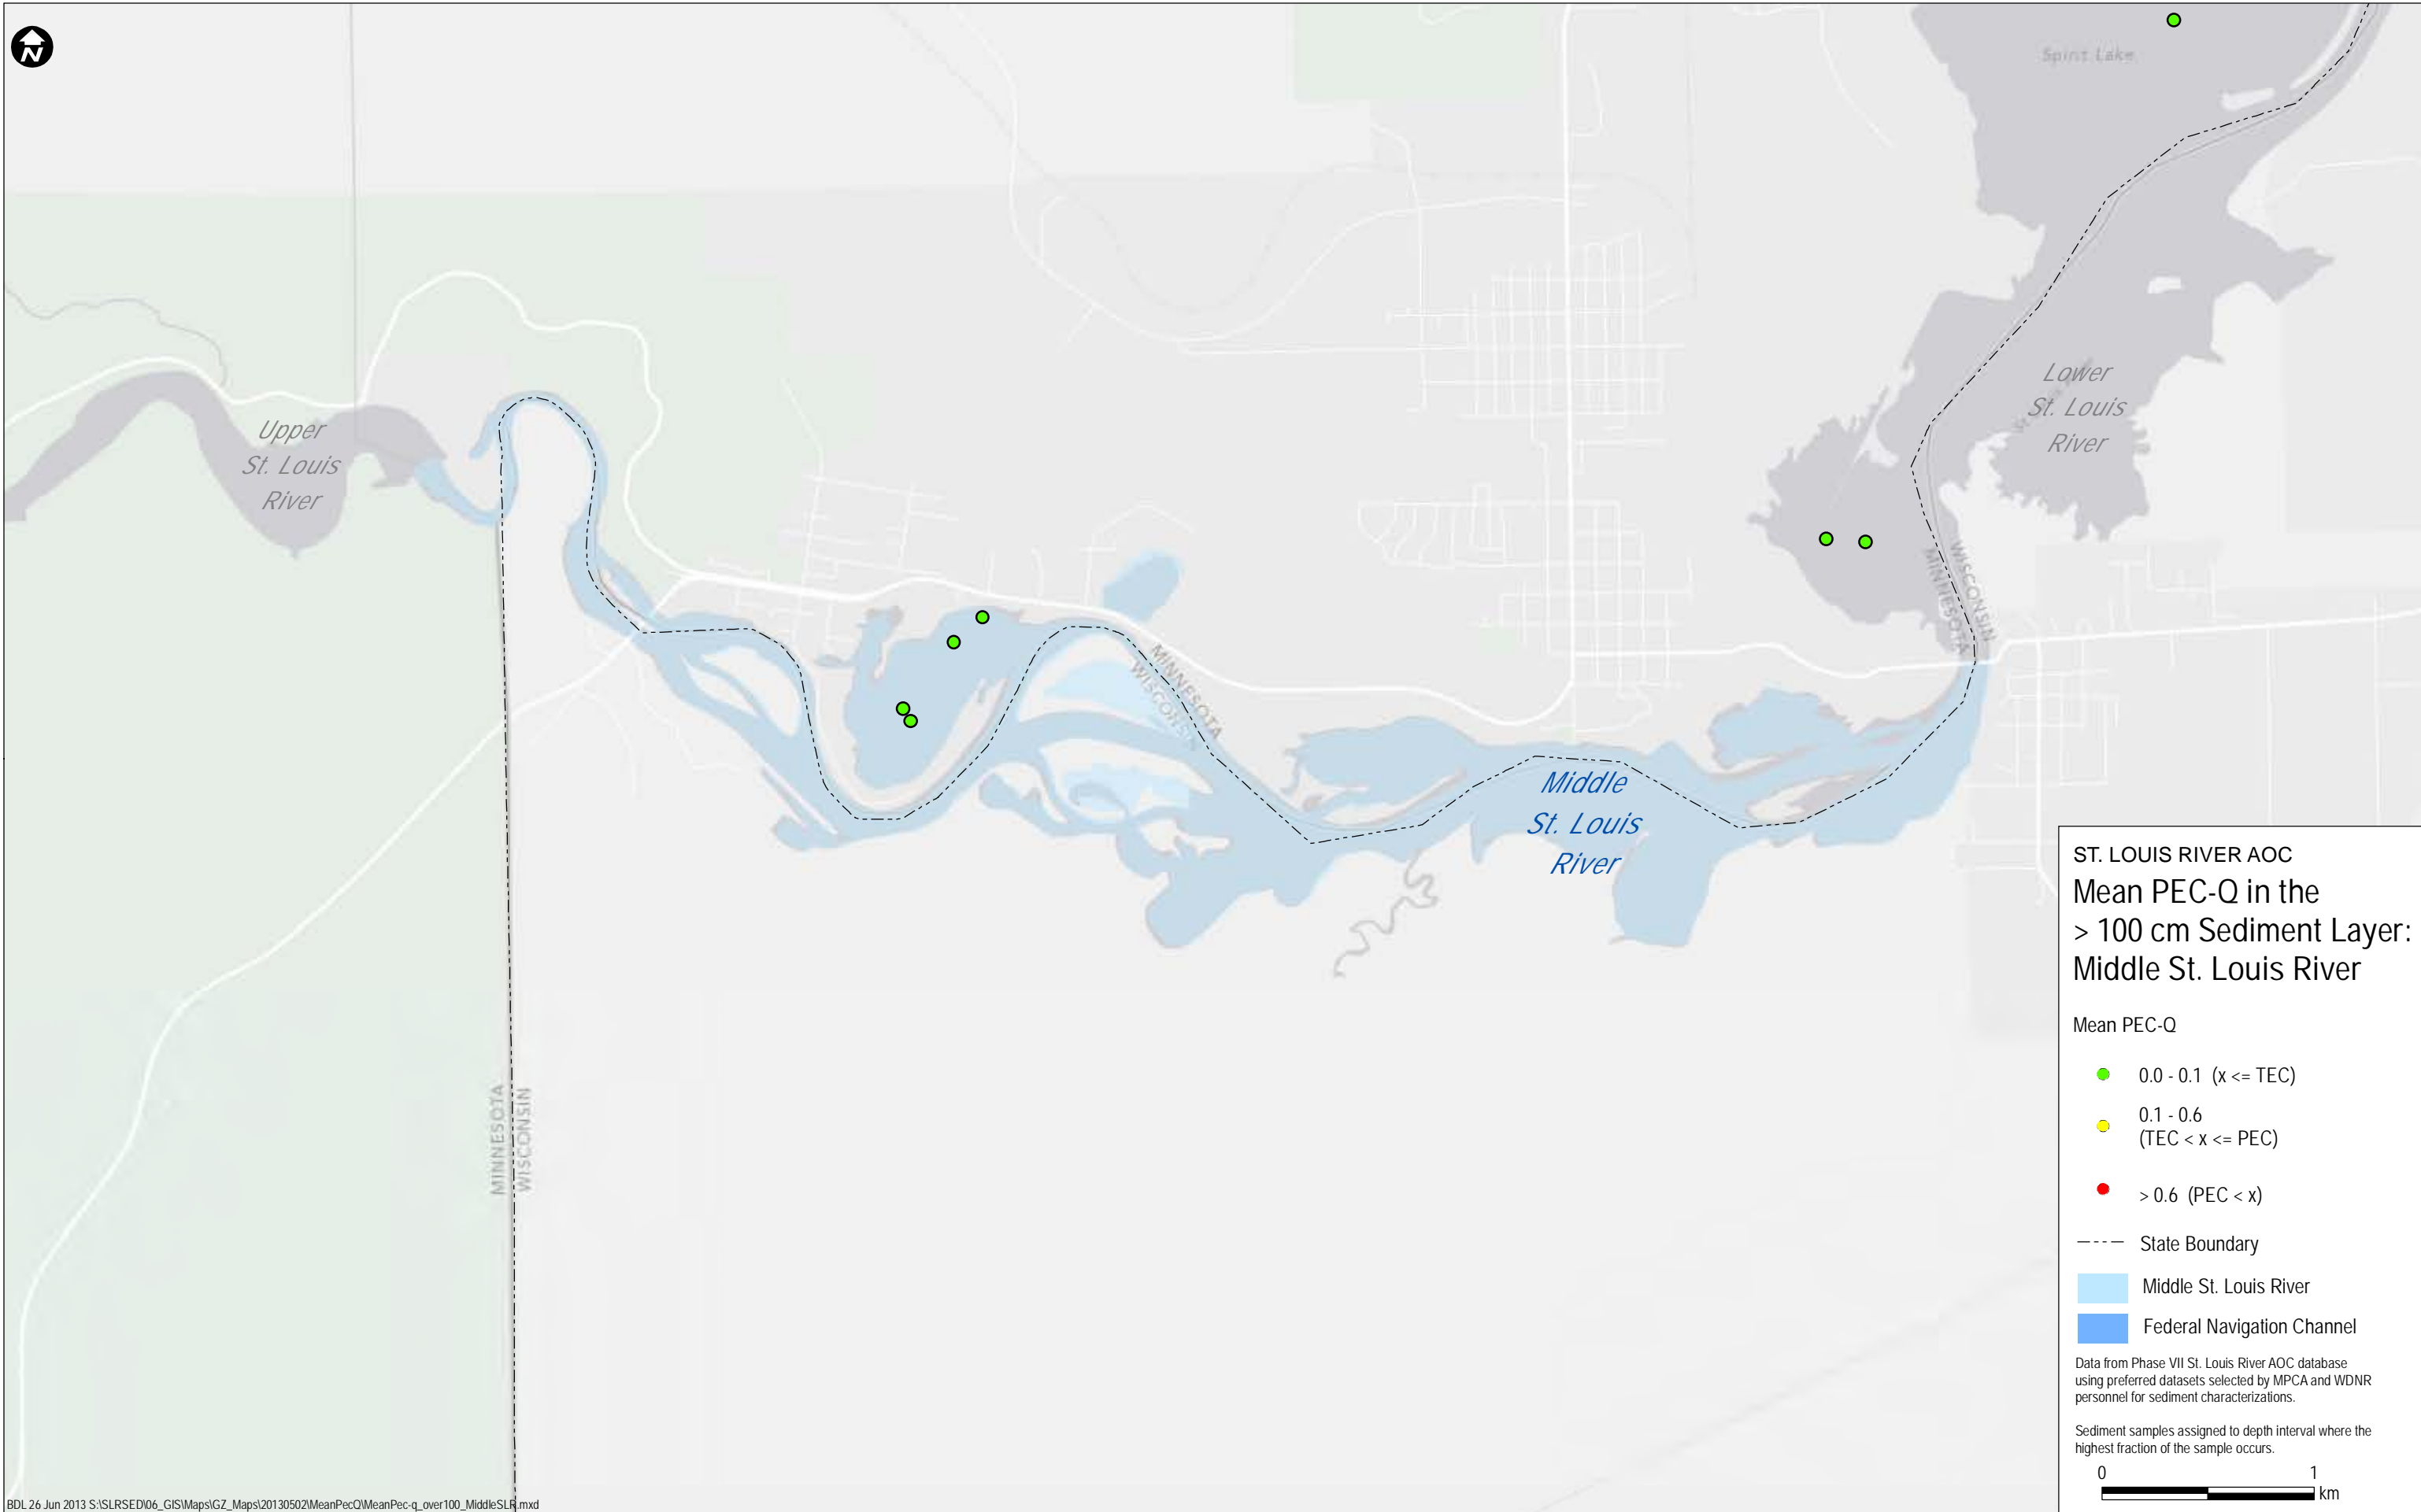 N
Spirit Lake
Upper
St. Louis
River
Lower
St. Louis
River
WISCONSIN
MINNESOTA
MINNESOTA
WISCONSIN
Middle
St. Louis
River
MINNESOTA
WISCONSIN
ST. LOUIS RIVER AOC
Mean PEC-Q in the
> 100 cm Sediment Layer:
Middle St. Louis River
Mean PEC-Q
0.0 - 0.1 (x <= TEC)
0.1 - 0.6
(TEC < x <= PEC)
> 0.6 (PEC < x)
State Boundary
Middle St. Louis River
Federal Navigation Channel
Data from Phase VII St. Louis River AOC database
using preferred datasets selected by MPCA and WDNR
personnel for sediment characterizations.
Sediment samples assigned to depth interval where the
highest fraction of the sample occurs.
0 1
km
BDL 26 Jun 2013 S:\SLRSED\06_GIS\Maps\GZ_Maps\20130502\MeanPecQ\MeanPec-q_over100_MiddleSLR.mxd